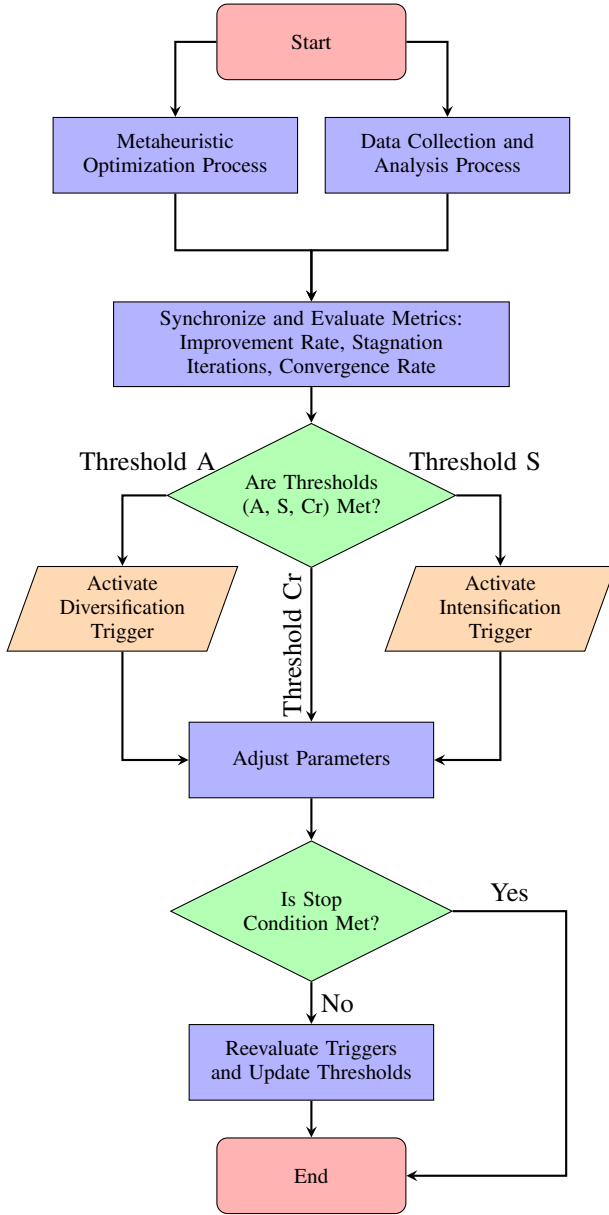 Start
Metaheuristic
Optimization Process
Data Collection and
Analysis Process
Synchronize and Evaluate Metrics:
Improvement Rate, Stagnation
Iterations, Convergence Rate
Threshold A
Threshold S
Are Thresholds
(A, S, Cr) Met?
Activate
Diversification
Trigger
Threshold Cr
Activate
Intensification
Trigger
Adjust Parameters
Is Stop
Condition Met?
Yes
No
Reevaluate Triggers
and Update Thresholds
End